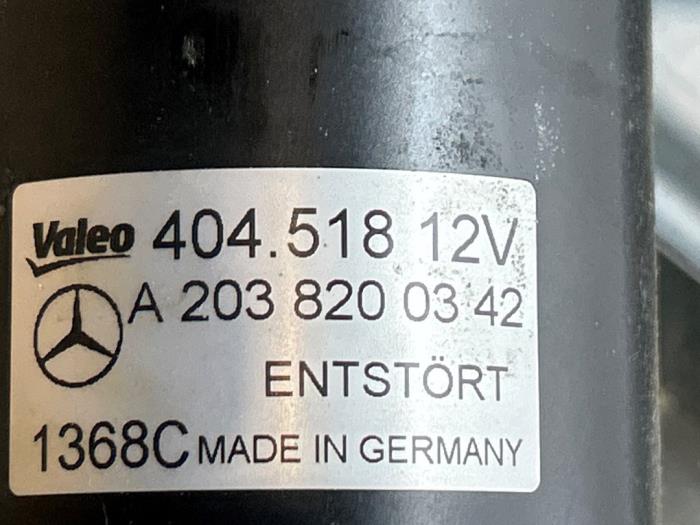 Valeo 404.518 12V
A 203 820 03 42
ENTSTÖRT
1368C MADE IN GERMANY